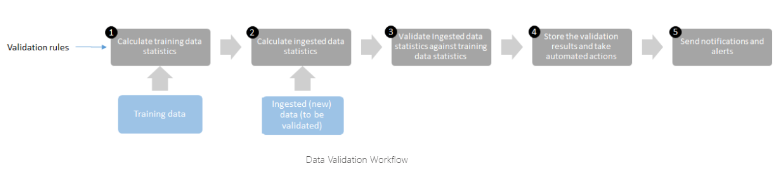 Validation rules
1
Calculate training data
statistics
2
Calculate ingested data
statistics
3
Validate Ingested data
statistics against training
data statistics
4
Store the validation
results and take
automated actions
5
Send notifications and
alerts
Training data
Ingested (new)
data (to be
validated)
Data Validation Workflow